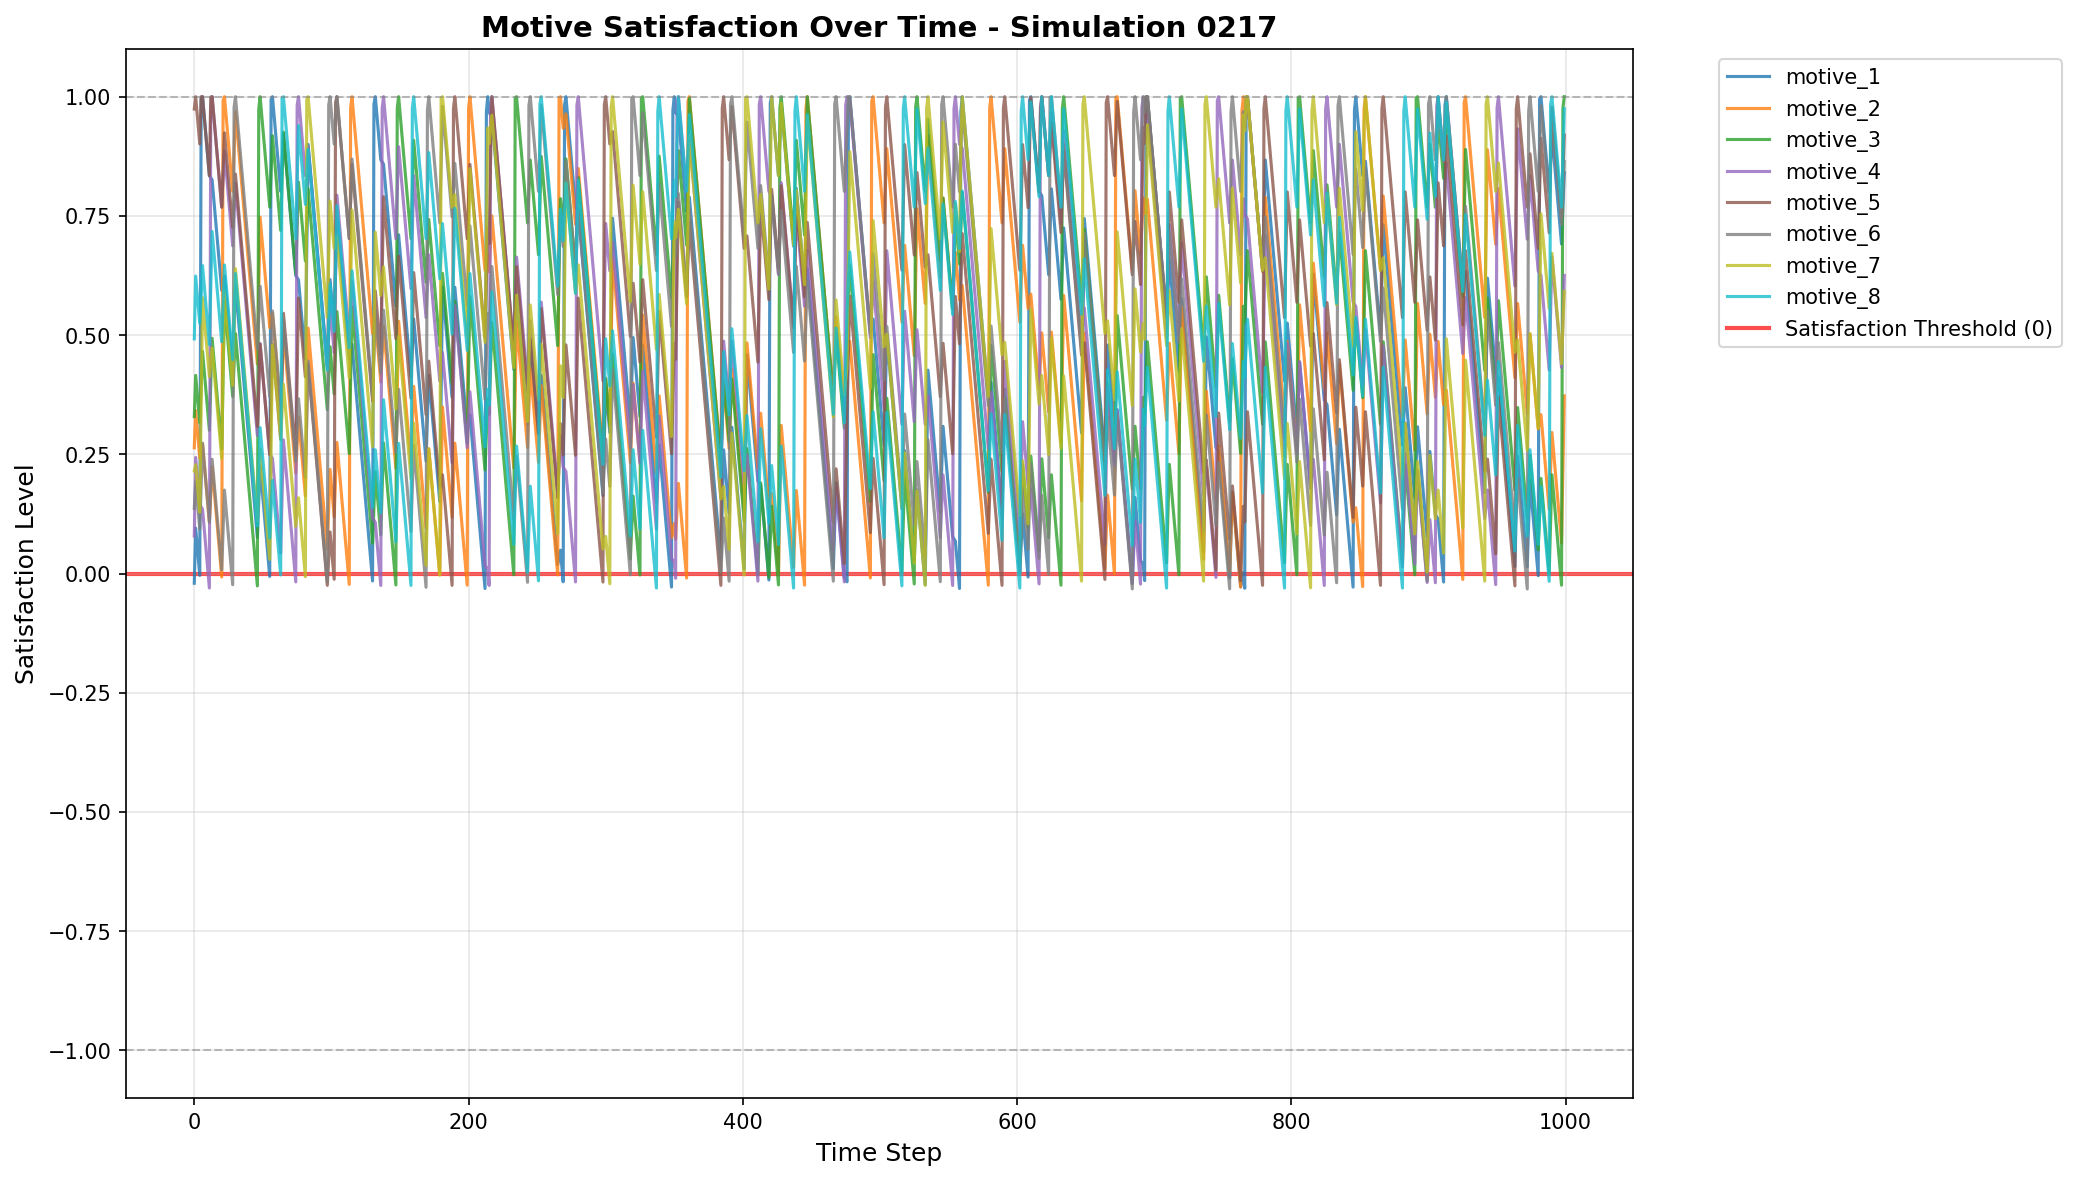 Motive Satisfaction Over Time - Simulation 0217
1.00
0.75
0.50
0.25
0.00
−0.25
−0.50
−0.75
−1.00
Satisfaction Level
0
200
400
600
800
1000
Time Step
motive_1
motive_2
motive_3
motive_4
motive_5
motive_6
motive_7
motive_8
Satisfaction Threshold (0)